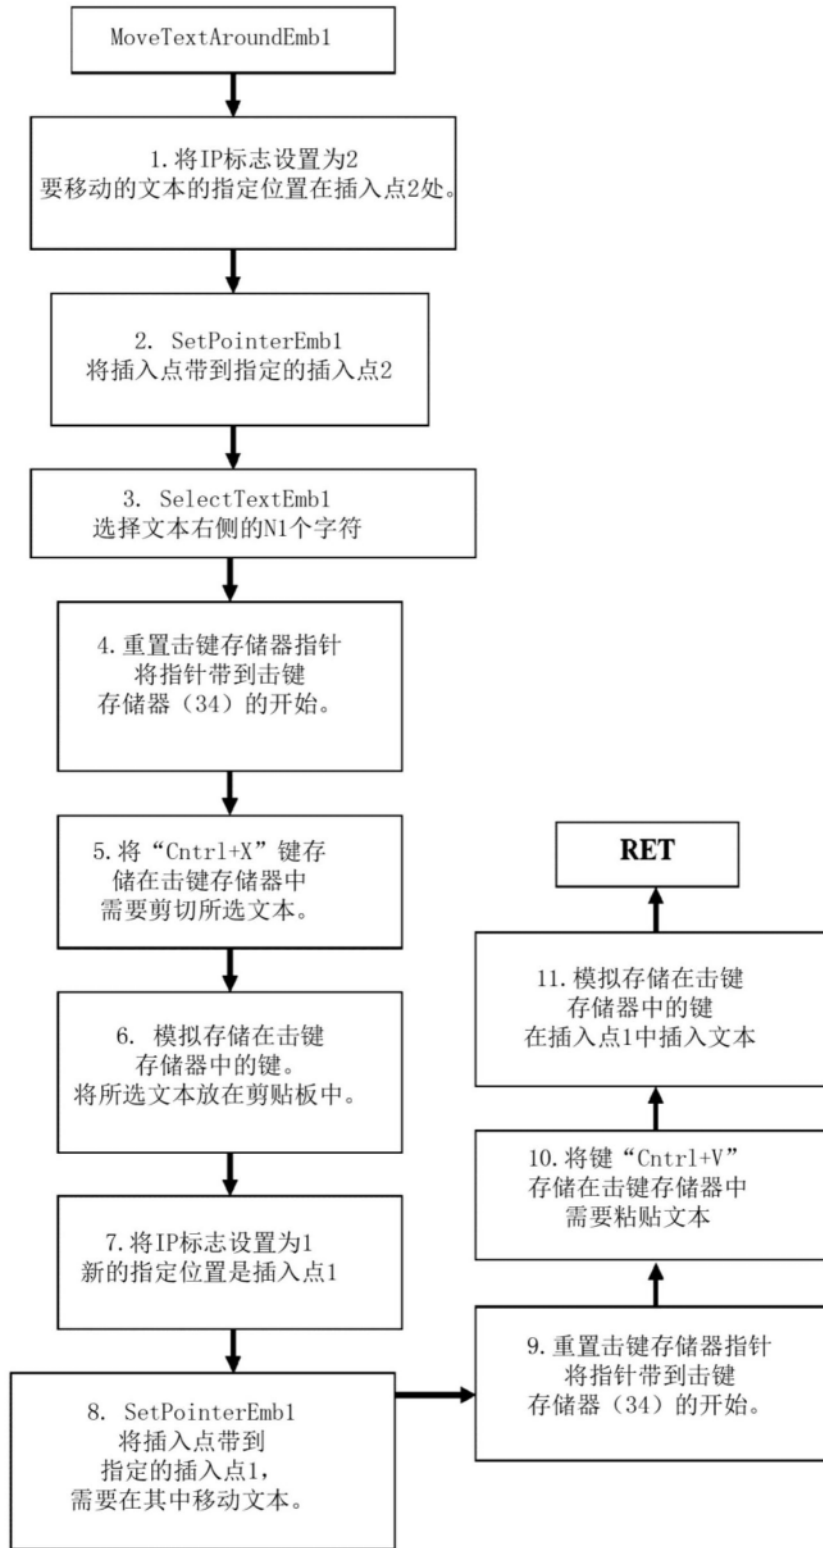 MoveTextAroundEmb1
1.将IP标志设置为2
要移动的文本的指定位置在插入点2处。
2. SetPointerEmb1
将插入点带到指定的插入点2
3. SelectTextEmb1
选择文本右侧的N1个字符
4.重置击键存储器指针
将指针带到击键
存储器（34）的开始。
5.将“Cntrl+X”键存
储在击键存储器中
需要剪切所选文本。
6. 模拟存储在击键
存储器中的键。
将所选文本放在剪贴板中。
7.将IP标志设置为1
新的指定位置是插入点1
8. SetPointerEmb1
将插入点带到
指定的插入点1，
需要在其中移动文本。
9.重置击键存储器指针
将指针带到击键
存储器（34）的开始。
10.将键“Cntrl+V”
存储在击键存储器中
需要粘贴文本
11.模拟存储在击键
存储器中的键
在插入点1中插入文本
RET